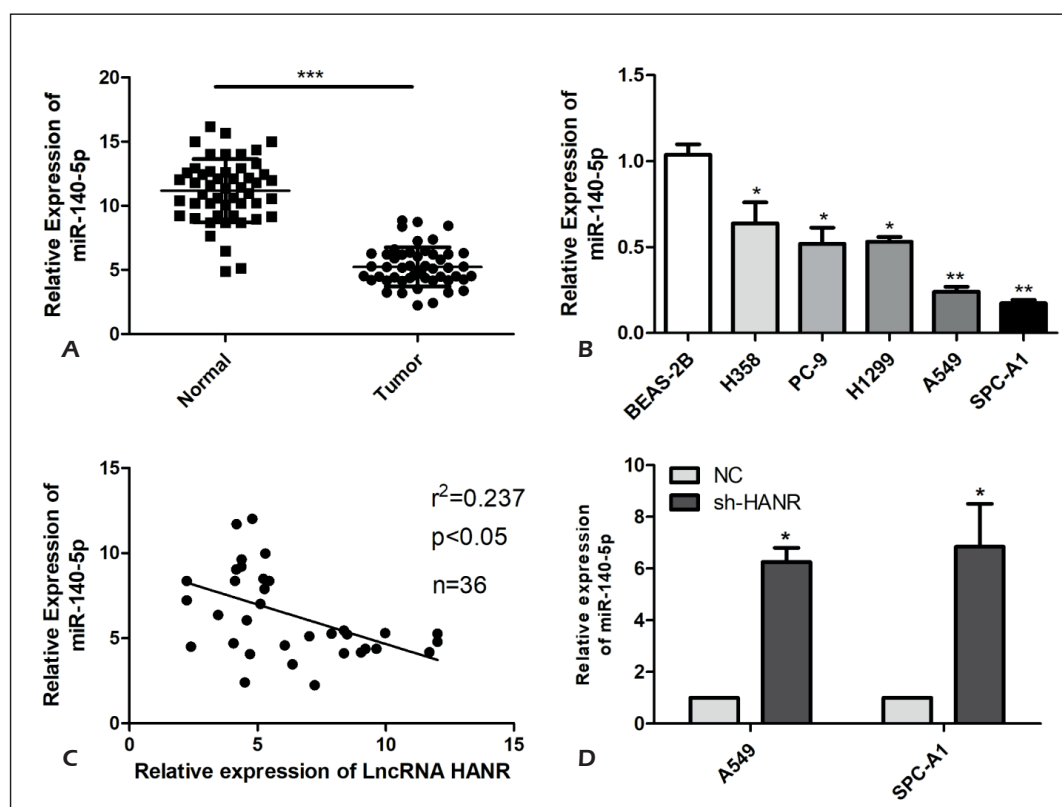 ***
Relative Expression of
miR-140-5p
20
15
10
5
0
Normal
Tumor
A
Relative Expression of
miR-140-5p
1.5
1.0
0.5
0.0
*
*
*
**
**
BEAS-2B
H358
PC-9
H1299
A549
SPC-A1
B
Relative Expression of
miR-140-5p
15
10
5
0
r²=0.237
p<0.05
n=36
0
5
10
15
C
Relative expression of LncRNA HANR
Relative expression
of miR-140-5p
10
8
6
4
2
0
NC
sh-HANR
*
*
A549
SPC-A1
D